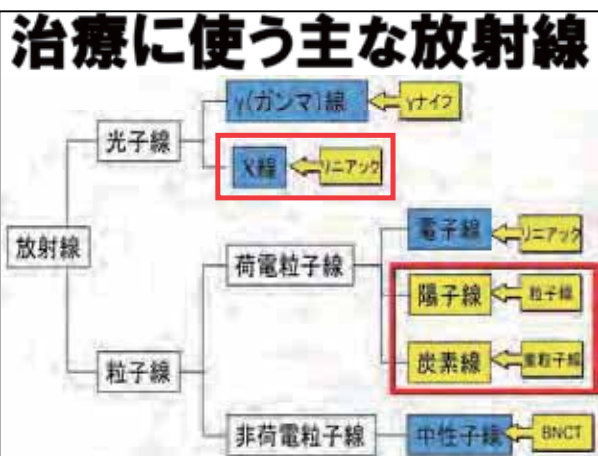 治療に使う主な放射線
γ(ガンマ)線
γナイフ
光子線
X線
リニアック
放射線
電子線
リニアック
荷電粒子線
陽子線
粒子線
炭素線
重粒子線
粒子線
非荷電粒子線
中性子線
BNCT